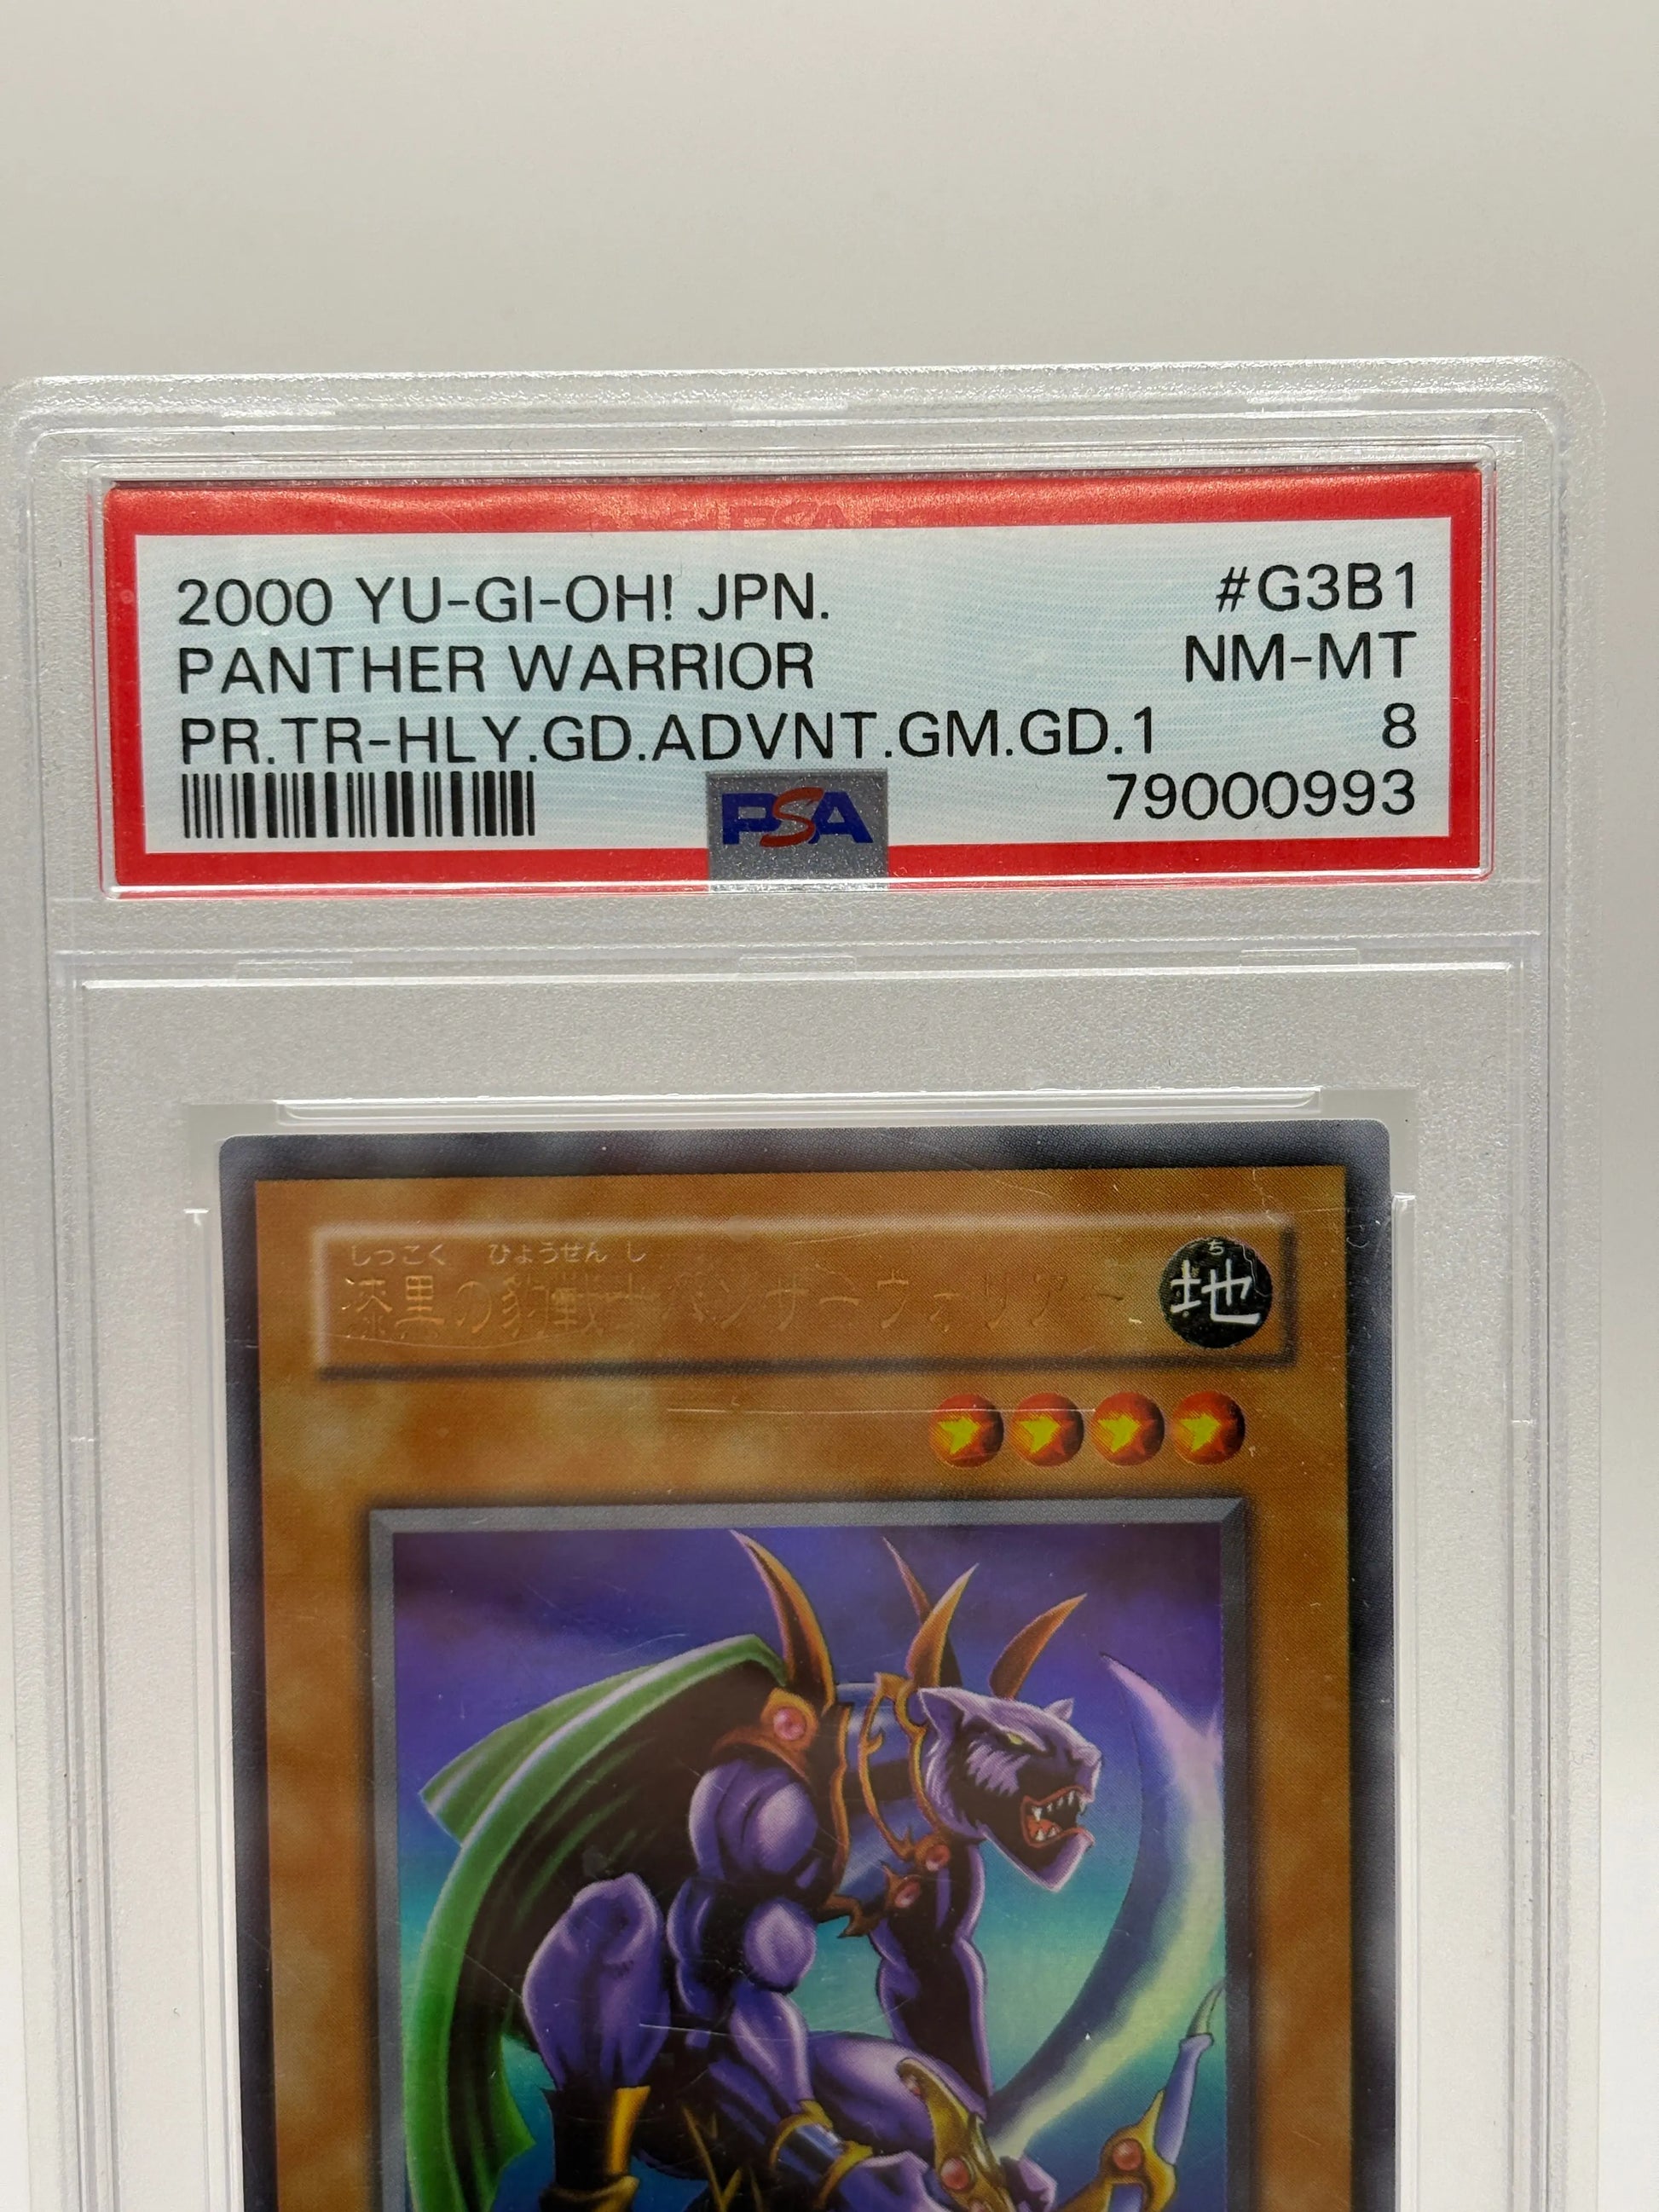 2000 YU-GI-OH! JPN. #G3B1
PANTHER WARRIOR NM-MT
PR.TR-HLY.GD.ADVNT.GM.GD.1 8
PSA 79000993
しっこく ひょうせんし ち
漆黒の豹戦士パンサーウォリアー 地